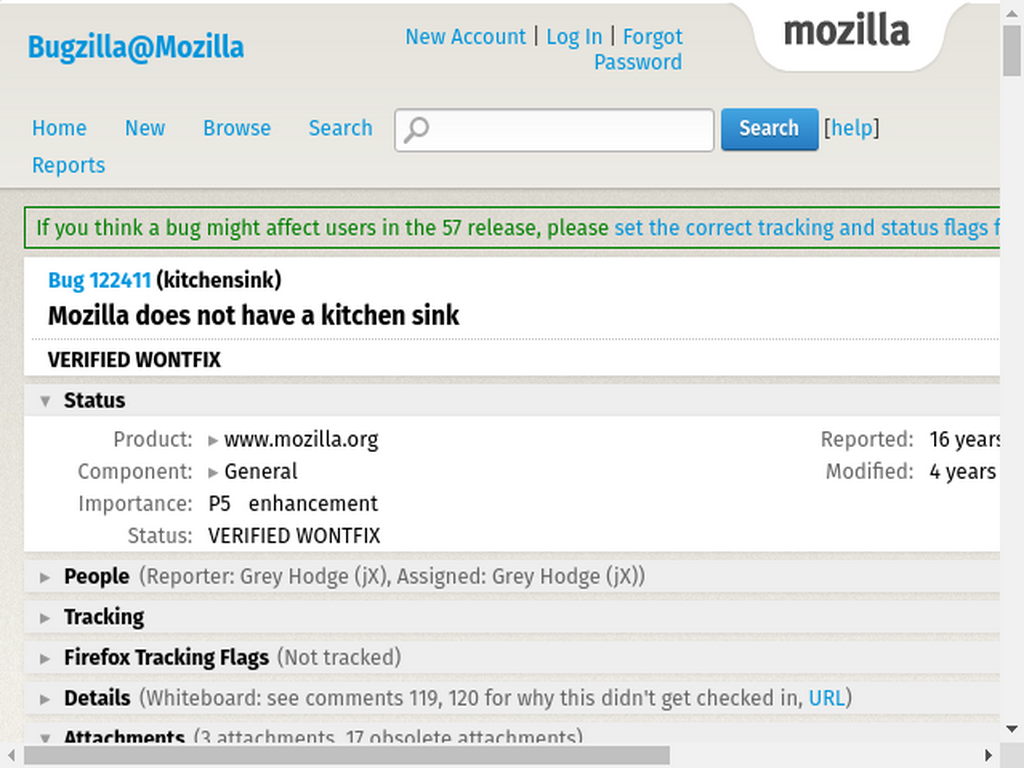 Bugzilla@Mozilla
New Account | Log In | Forgot
Password
mozilla
Home New Browse Search
Search [help]
Reports
If you think a bug might affect users in the 57 release, please set the correct tracking and status flags f
Bug 122411 (kitchensink)
Mozilla does not have a kitchen sink
VERIFIED WONTFIX
Status
Product: www.mozilla.org
Reported: 16 years
Component: General
Modified: 4 years
Importance: P5 enhancement
Status: VERIFIED WONTFIX
People (Reporter: Grey Hodge (jX), Assigned: Grey Hodge (jX))
Tracking
Firefox Tracking Flags (Not tracked)
Details (Whiteboard: see comments 119, 120 for why this didn't get checked in, URL)
Attachments (3 attachments, 17 obsolete attachments)